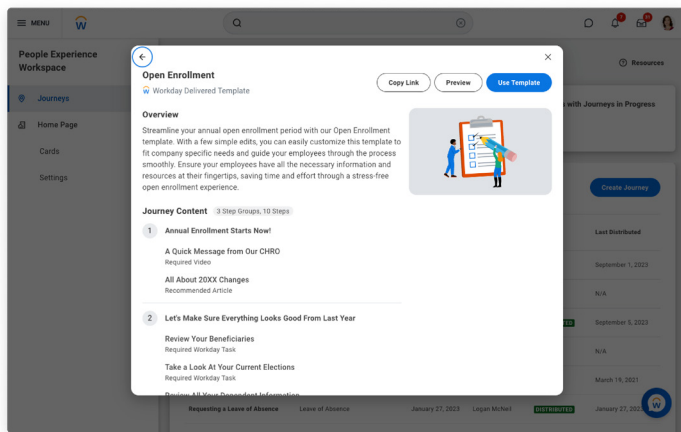 MENU
People Experience
Workspace
Resources
Journeys
Home Page
Cards
Settings
Open Enrollment
Workday Delivered Template
Copy Link
Preview
Use Template
Overview
Streamline your annual open enrollment period with our Open Enrollment
template. With a few simple edits, you can easily customize this template to
fit company specific needs and guide your employees through the process
smoothly. Ensure your employees have all the necessary information and
resources at their fingertips, saving time and effort through a stress-free
open enrollment experience.
Journey Content 3 Step Groups, 10 Steps
1 Annual Enrollment Starts Now!
A Quick Message from Our CHRO
Required Video
All About 20XX Changes
Recommended Article
2 Let's Make Sure Everything Looks Good From Last Year
Review Your Beneficiaries
Required Workday Task
Take a Look At Your Current Elections
Required Workday Task
Review All Your Dependent Information
with Journeys in Progress
Create Journey
Last Distributed
September 1, 2023
N/A
September 5, 2023
N/A
March 19, 2021
Requesting a Leave of Absence Leave of Absence January 27, 2023 Logan McNeil DISTRIBUTED January 27, 202